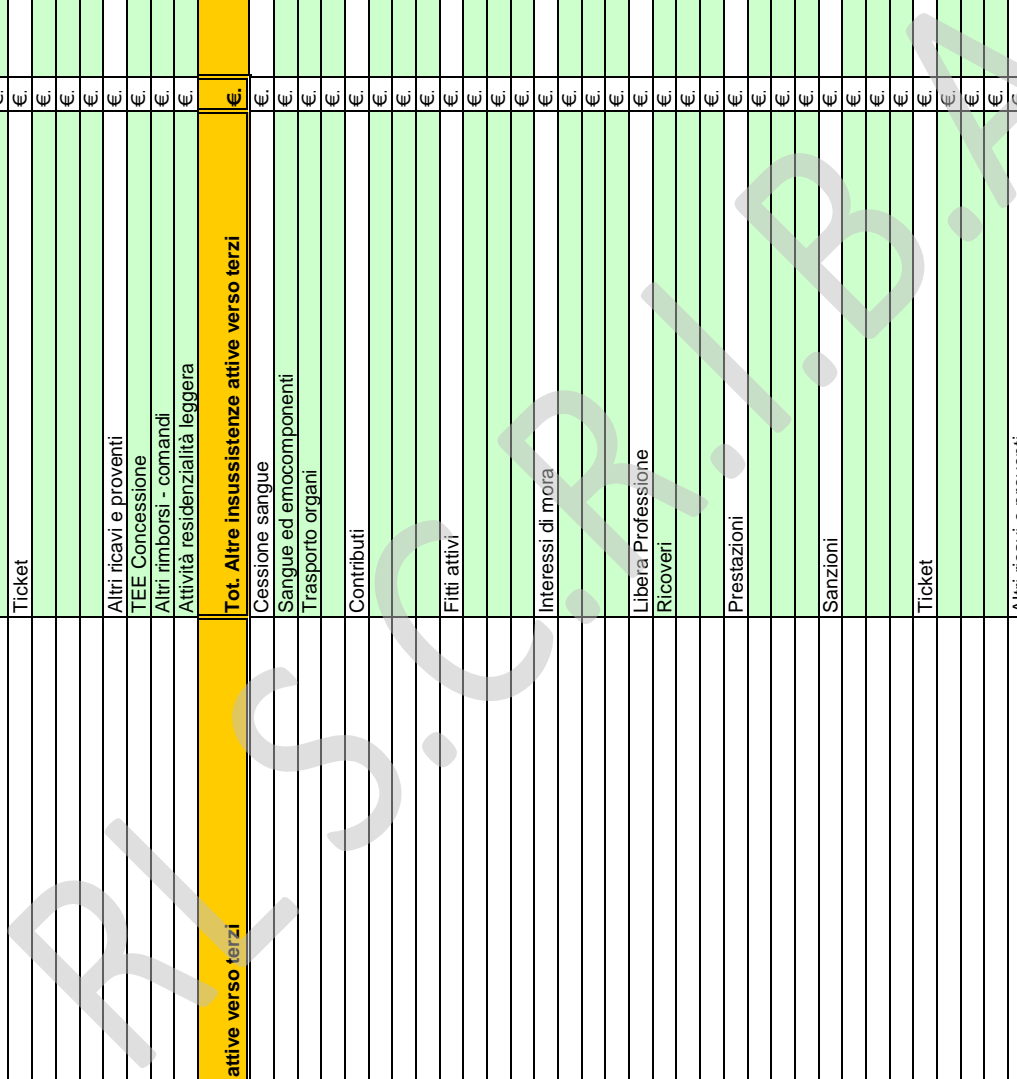 €.
Ticket €.
€.
€.
€.
Altri ricavi e proventi €.
TEE Concessione €.
Altri rimborsi - comandi €.
Attività residenzialità leggera €.
attive verso terzi Tot. Altre insussistenze attive verso terzi €.
Cessione sangue €.
Sangue ed emocomponenti €.
Trasporto organi €.
€.
Contributi €.
€.
€.
€.
Fitti attivi €.
€.
€.
€.
Interessi di mora €.
€.
€.
€.
Libera Professione €.
Ricoveri €.
€.
€.
Prestazioni €.
€.
€.
€.
Sanzioni €.
€.
€.
€.
Ticket €.
€.
€.
€.
RLS.C.R.I.B.A